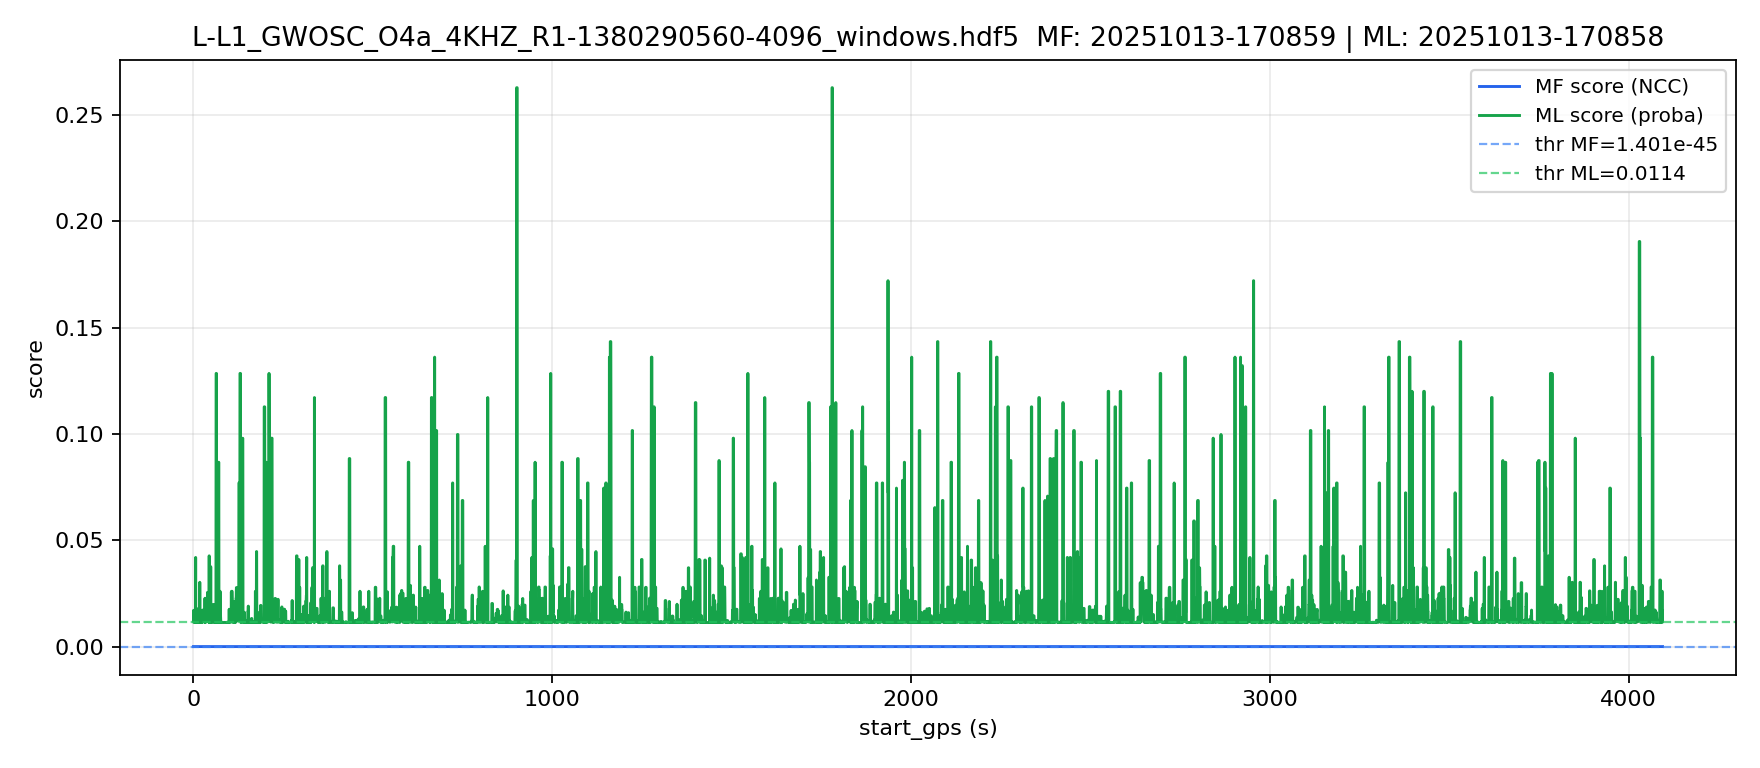 L-L1_GWOSC_O4a_4KHZ_R1-1380290560-4096_windows.hdf5  MF: 20251013-170859 | ML: 20251013-170858
MF score (NCC)
ML score (proba)
thr MF=1.401e-45
thr ML=0.0114
0.25
0.20
0.15
0.10
0.05
0.00
score
0 1000 2000 3000 4000
start_gps (s)